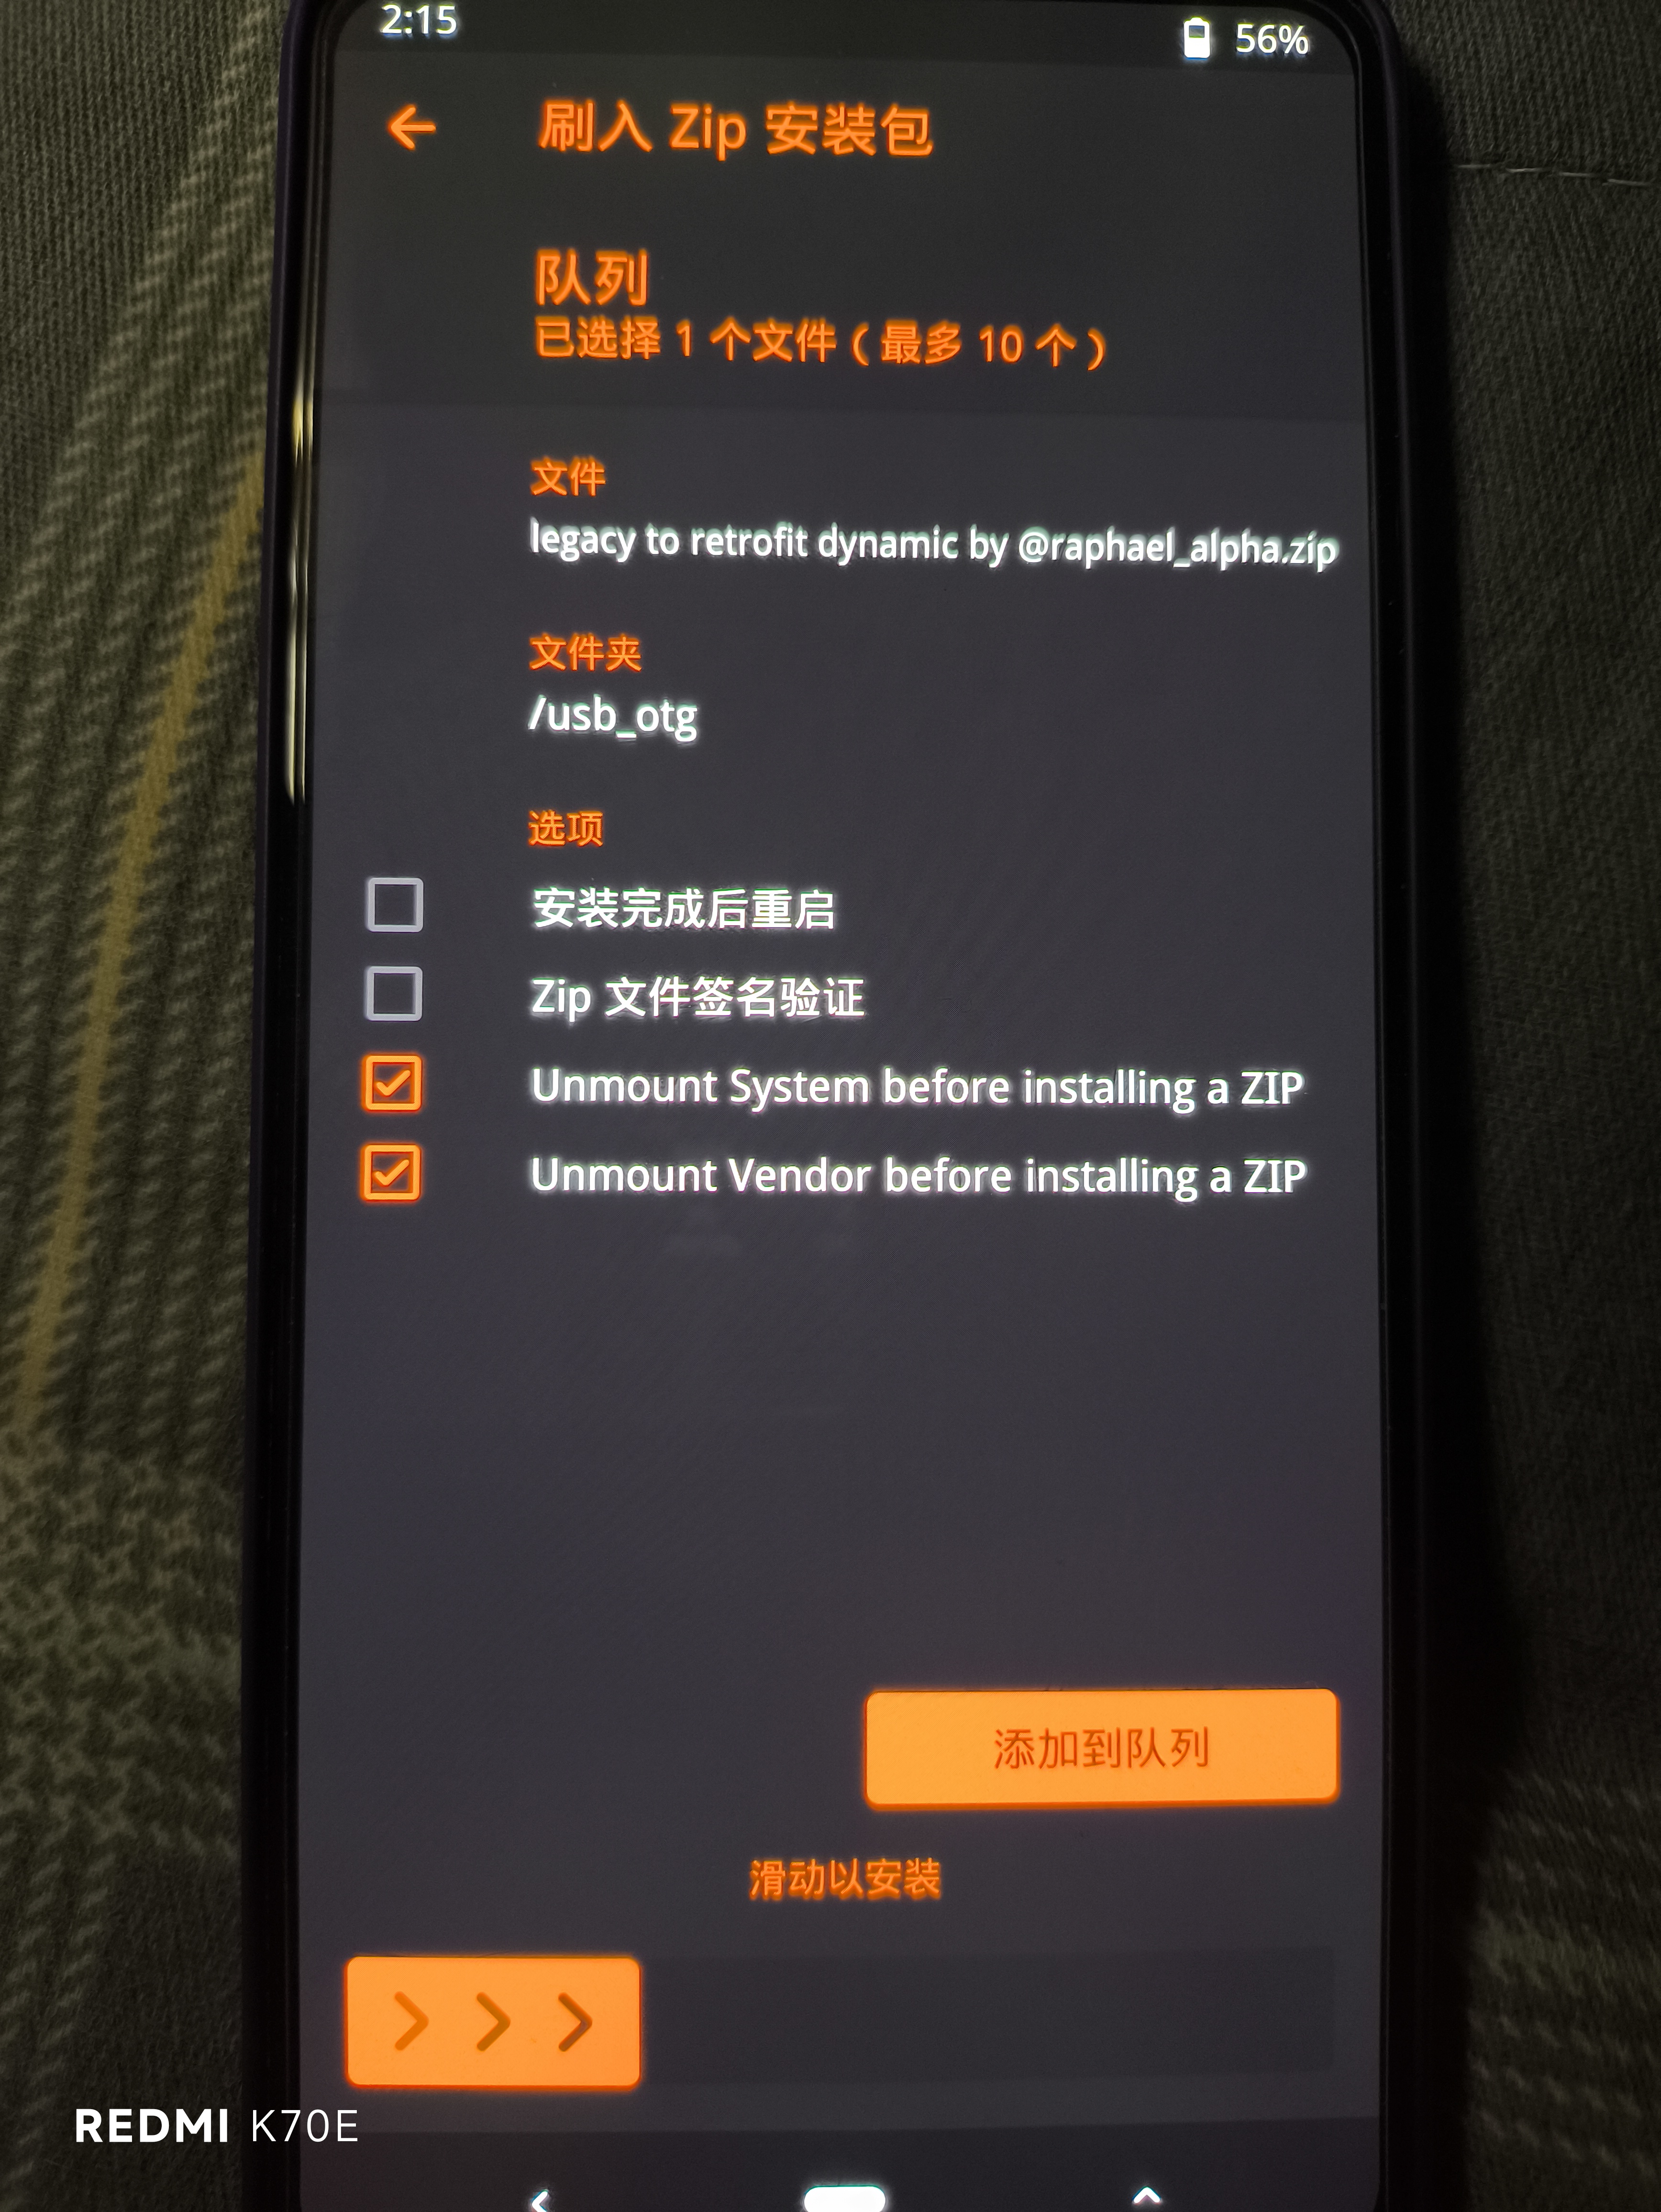 2:15
56%
刷入 Zip 安装包
队列
已选择 1 个文件 ( 最多 10 个 )
文件
legacy to retrofit dynamic by @raphael_alpha.zip
文件夹
/usb_otg
选项
安装完成后重启
Zip 文件签名验证
Unmount System before installing a ZIP
Unmount Vendor before installing a ZIP
添加到队列
滑动以安装
REDMI K70E